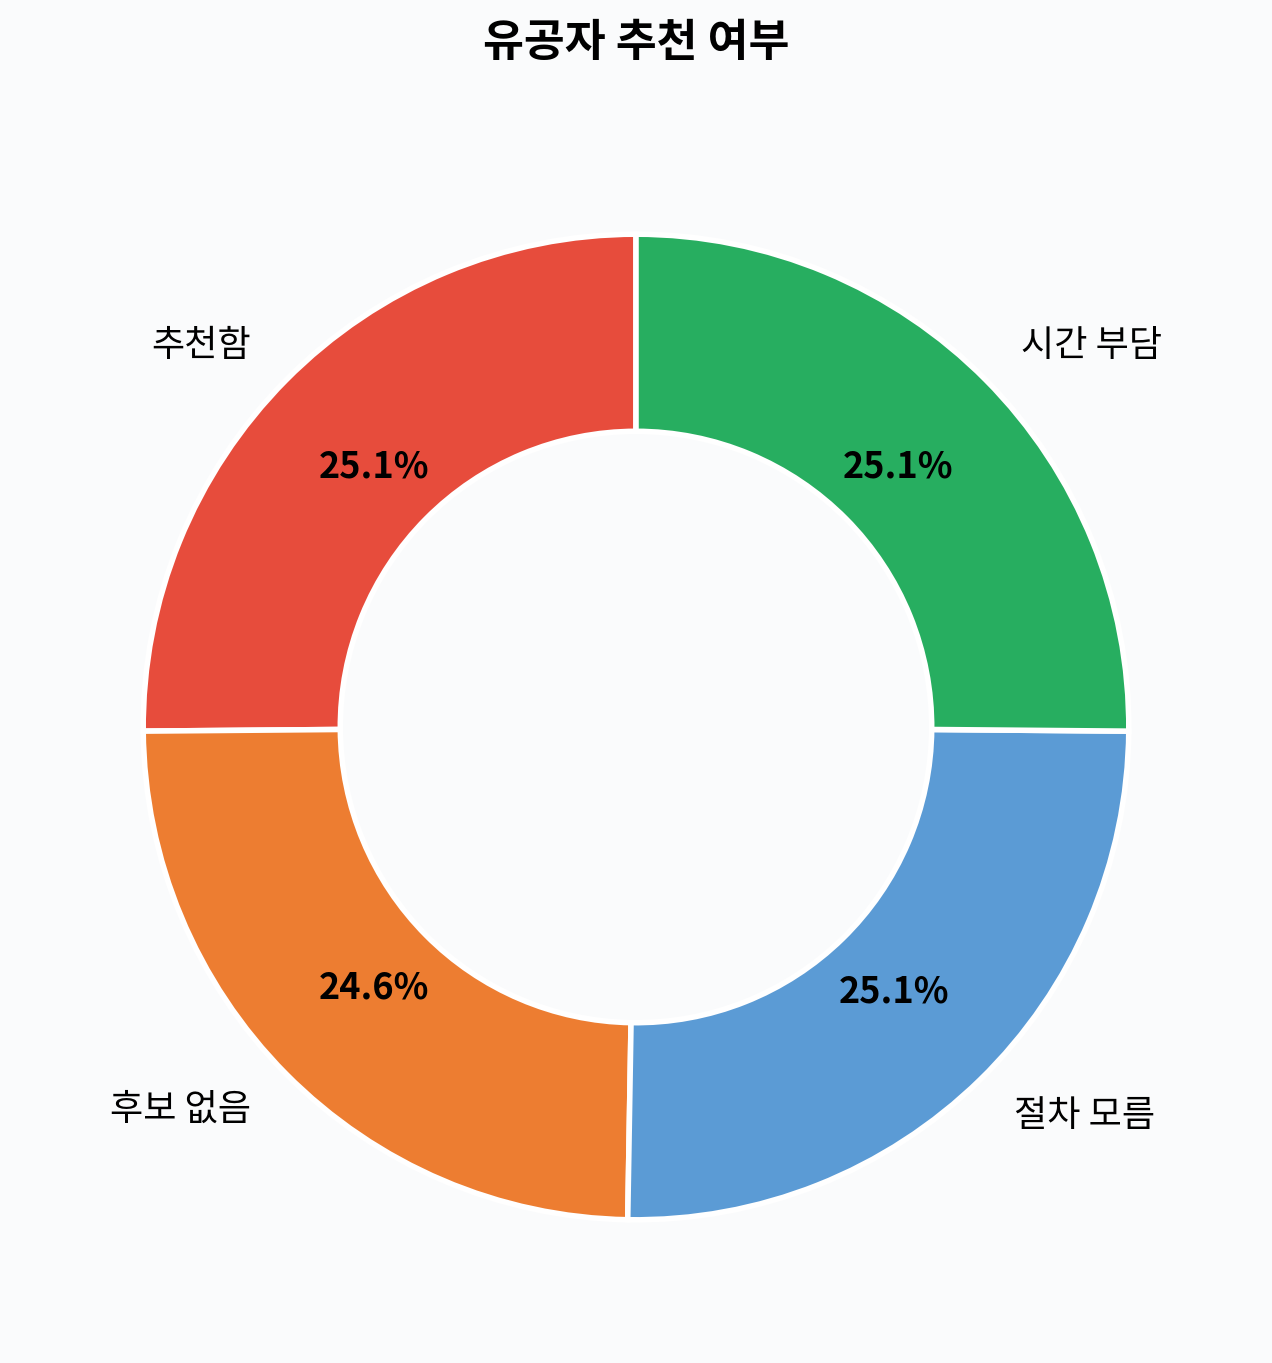 유공자 추천 여부
추천함
시간 부담
25.1%
25.1%
24.6%
25.1%
후보 없음
절차 모름